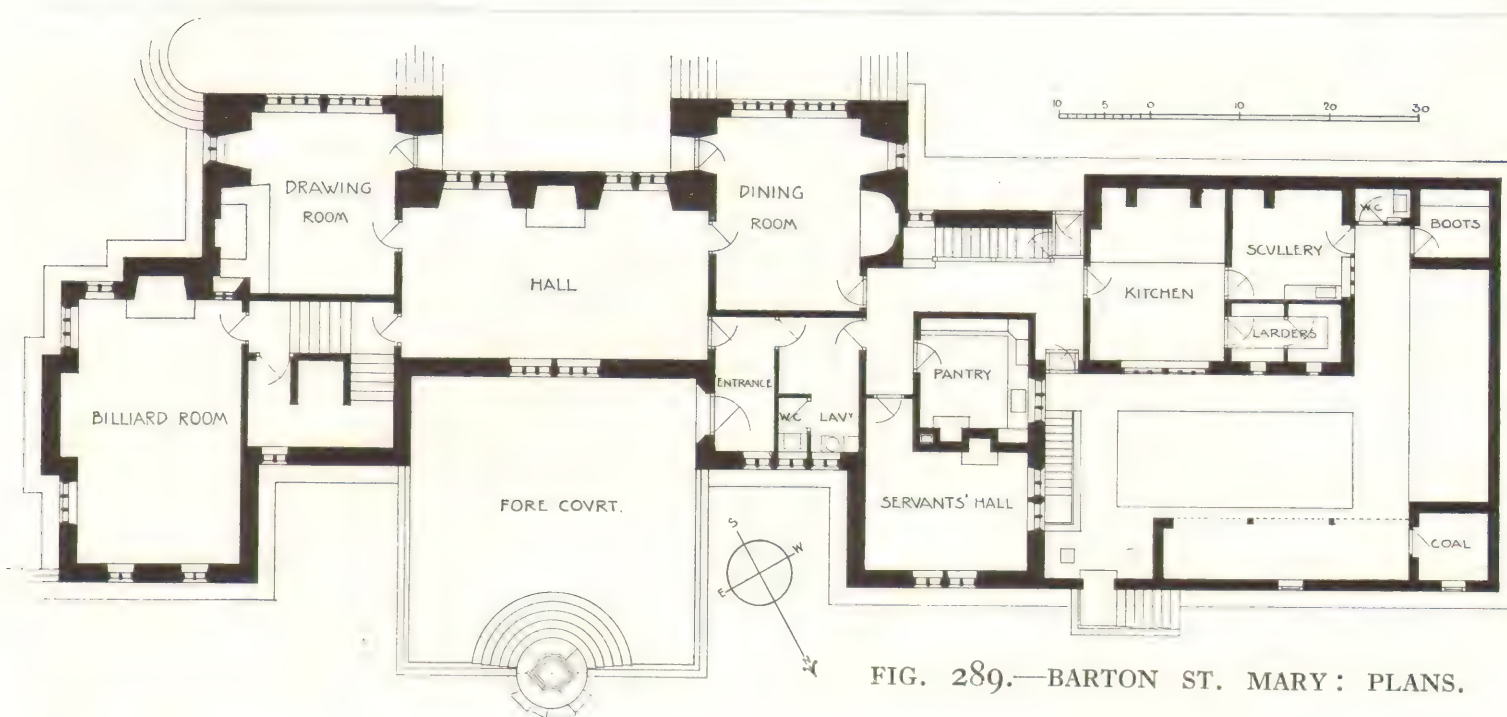 10 5 0 10 20 30
DRAWING
ROOM
DINING
ROOM
HALL
W.C
BOOTS
SCULLERY
KITCHEN
LARDERS
BILLIARD ROOM
ENTRANCE
W.C
LAVY
PANTRY
SERVANTS' HALL
FORE COVRT.
COAL
S
W
E
N
FIG. 289.—BARTON ST. MARY: PLANS.